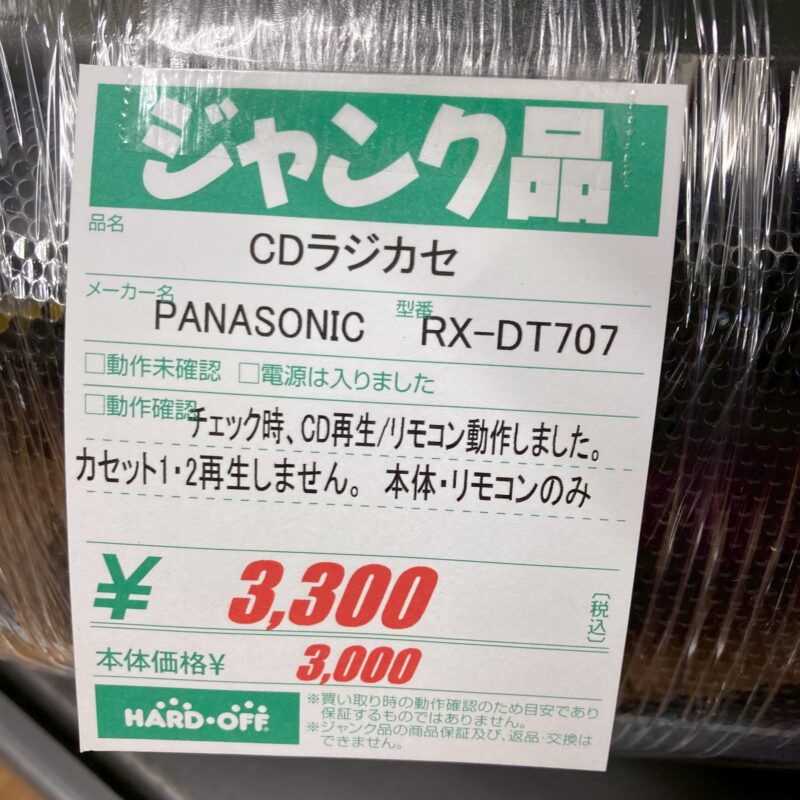 ジャンク品
品名
CDラジカセ
メーカー名 PANASONIC 型番 RX-DT707
□動作未確認 □電源は入りました
□動作確認 チェック時、CD再生/リモコン動作しました。
カセット1・2再生しません。 本体・リモコンのみ
¥ 3,300 〔税込〕
本体価格¥ 3,000
HARD・OFF
※買い取り時の動作確認のため目安であり
保証するものではありません。
※ジャンク品の商品保証及び、返品・交換は
できません。